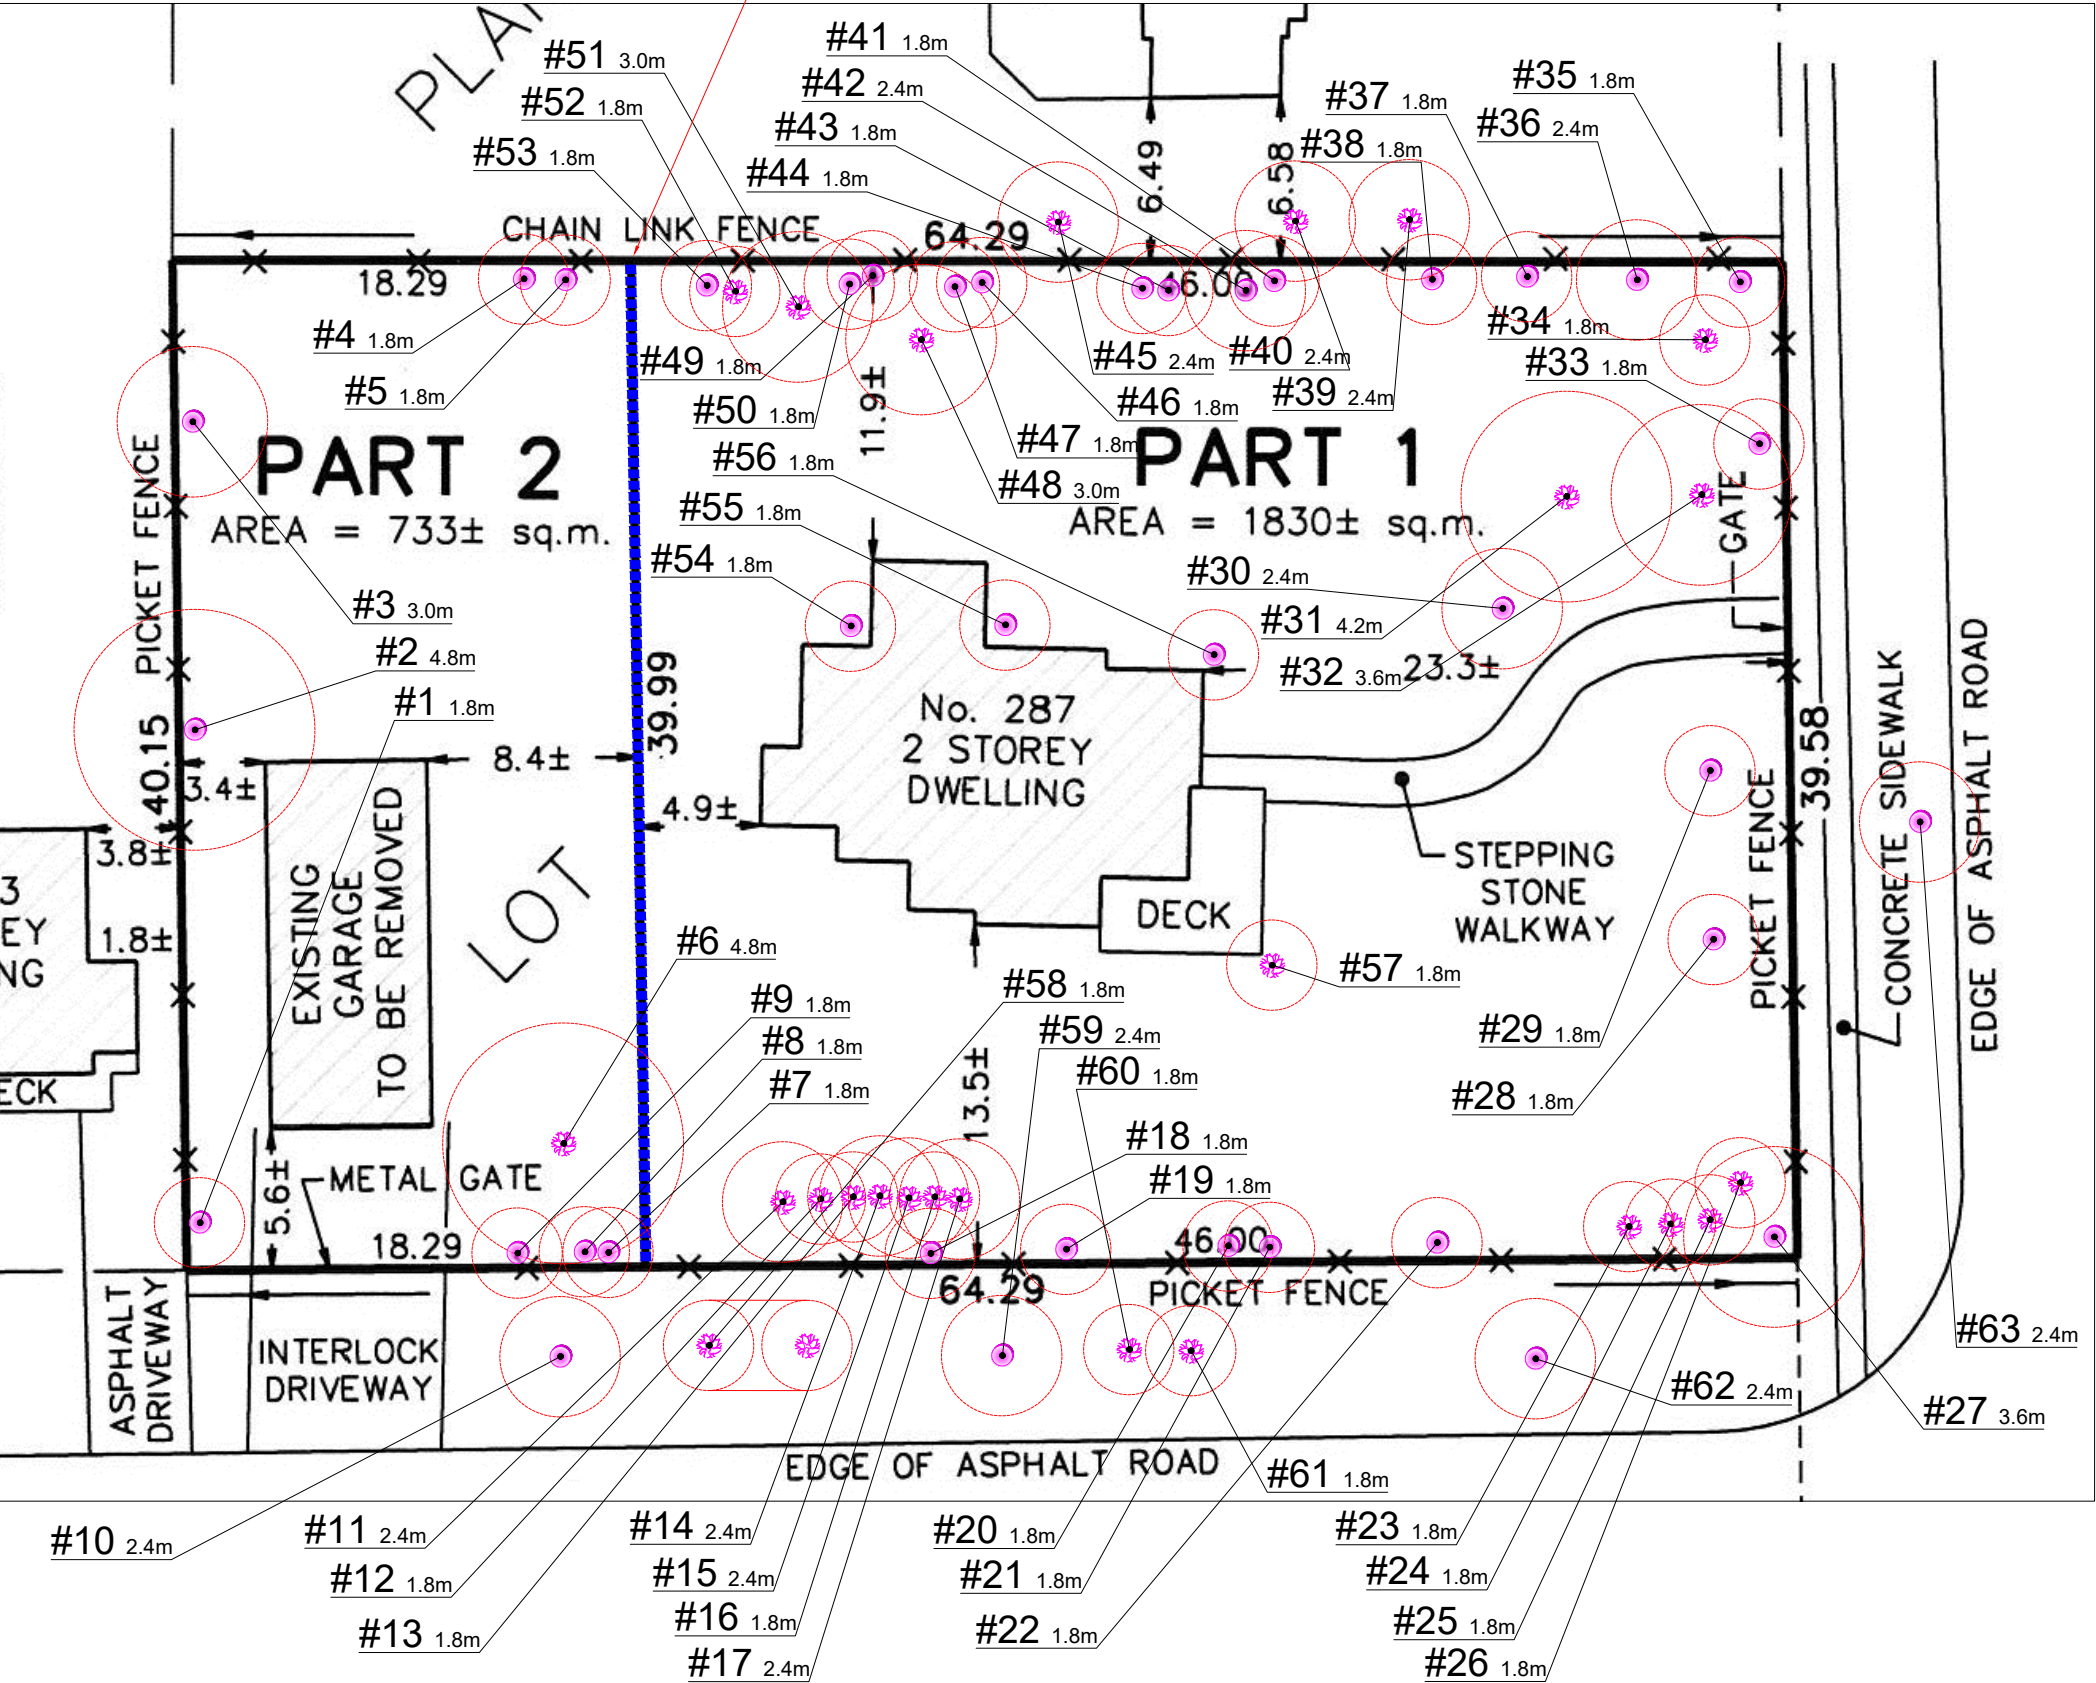 PLA
#51 3.0m
#52 1.8m
#53 1.8m
#41 1.8m
#42 2.4m
#43 1.8m
#44 1.8m
#35 1.8m
#36 2.4m
#37 1.8m
#38 1.8m
6.49
6.58
CHAIN LINK FENCE
64.29
18.29
46.00
#4 1.8m
#5 1.8m
#49 1.8m
#50 1.8m
11.9±
#45 2.4m
#40 2.4m
#39 2.4m
#46 1.8m
#47 1.8m
#48 3.0m
#34 1.8m
#33 1.8m
PICKET FENCE
PART 2
AREA = 733± sq.m.
PART 1
AREA = 1830± sq.m.
#56 1.8m
#55 1.8m
#54 1.8m
GATE
#3 3.0m
#2 4.8m
#1 1.8m
#30 2.4m
#31 4.2m
#32 3.6m
23.3±
40.15
3.4±
8.4±
39.99
4.9±
No. 287
2 STOREY
DWELLING
DECK
STEPPING
STONE
WALKWAY
39.58
PICKET FENCE
CONCRETE SIDEWALK
EDGE OF ASPHALT ROAD
3.8±
1.8±
3
EY
NG
ECK
EXISTING
GARAGE
TO BE REMOVED
LOT
#6 4.8m
#9 1.8m
#8 1.8m
#7 1.8m
#58 1.8m
#59 2.4m
#60 1.8m
#57 1.8m
#29 1.8m
#28 1.8m
13.5±
#18 1.8m
#19 1.8m
5.6±
METAL GATE
18.29
46.00
64.29
PICKET FENCE
ASPHALT
DRIVEWAY
INTERLOCK
DRIVEWAY
#63 2.4m
#62 2.4m
#27 3.6m
EDGE OF ASPHALT ROAD
#61 1.8m
#10 2.4m
#11 2.4m
#12 1.8m
#13 1.8m
#14 2.4m
#15 2.4m
#16 1.8m
#17 2.4m
#20 1.8m
#21 1.8m
#22 1.8m
#23 1.8m
#24 1.8m
#25 1.8m
#26 1.8m